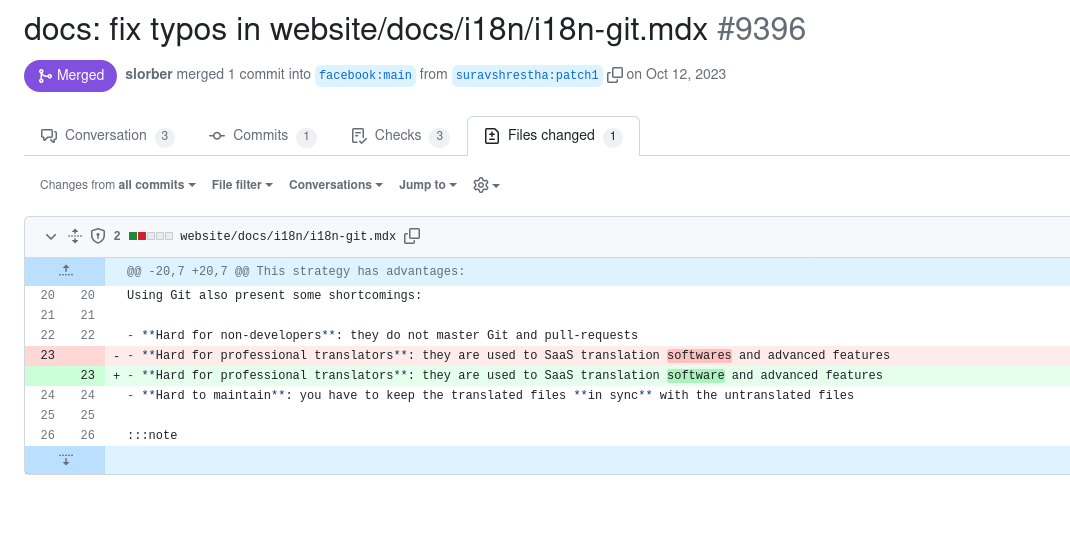 docs: fix typos in website/docs/i18n/i18n-git.mdx #9396
Merged slorber merged 1 commit into facebook:main from suravshrestha:patch1 on Oct 12, 2023
Conversation 3 Commits 1 Checks 3 Files changed 1
Changes from all commits File filter Conversations Jump to
2 website/docs/i18n/i18n-git.mdx
@@ -20,7 +20,7 @@ This strategy has advantages:
20 20 Using Git also present some shortcomings:
21 21
22 22 - **Hard for non-developers**: they do not master Git and pull-requests
23 - - **Hard for professional translators**: they are used to SaaS translation softwares and advanced features
23 + - **Hard for professional translators**: they are used to SaaS translation software and advanced features
24 24 - **Hard to maintain**: you have to keep the translated files **in sync** with the untranslated files
25 25
26 26 :::note